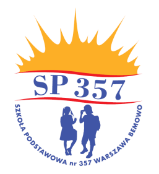 SP 357
SZKOŁA PODSTAWOWA nr 357 WARSZAWA BEMOWO